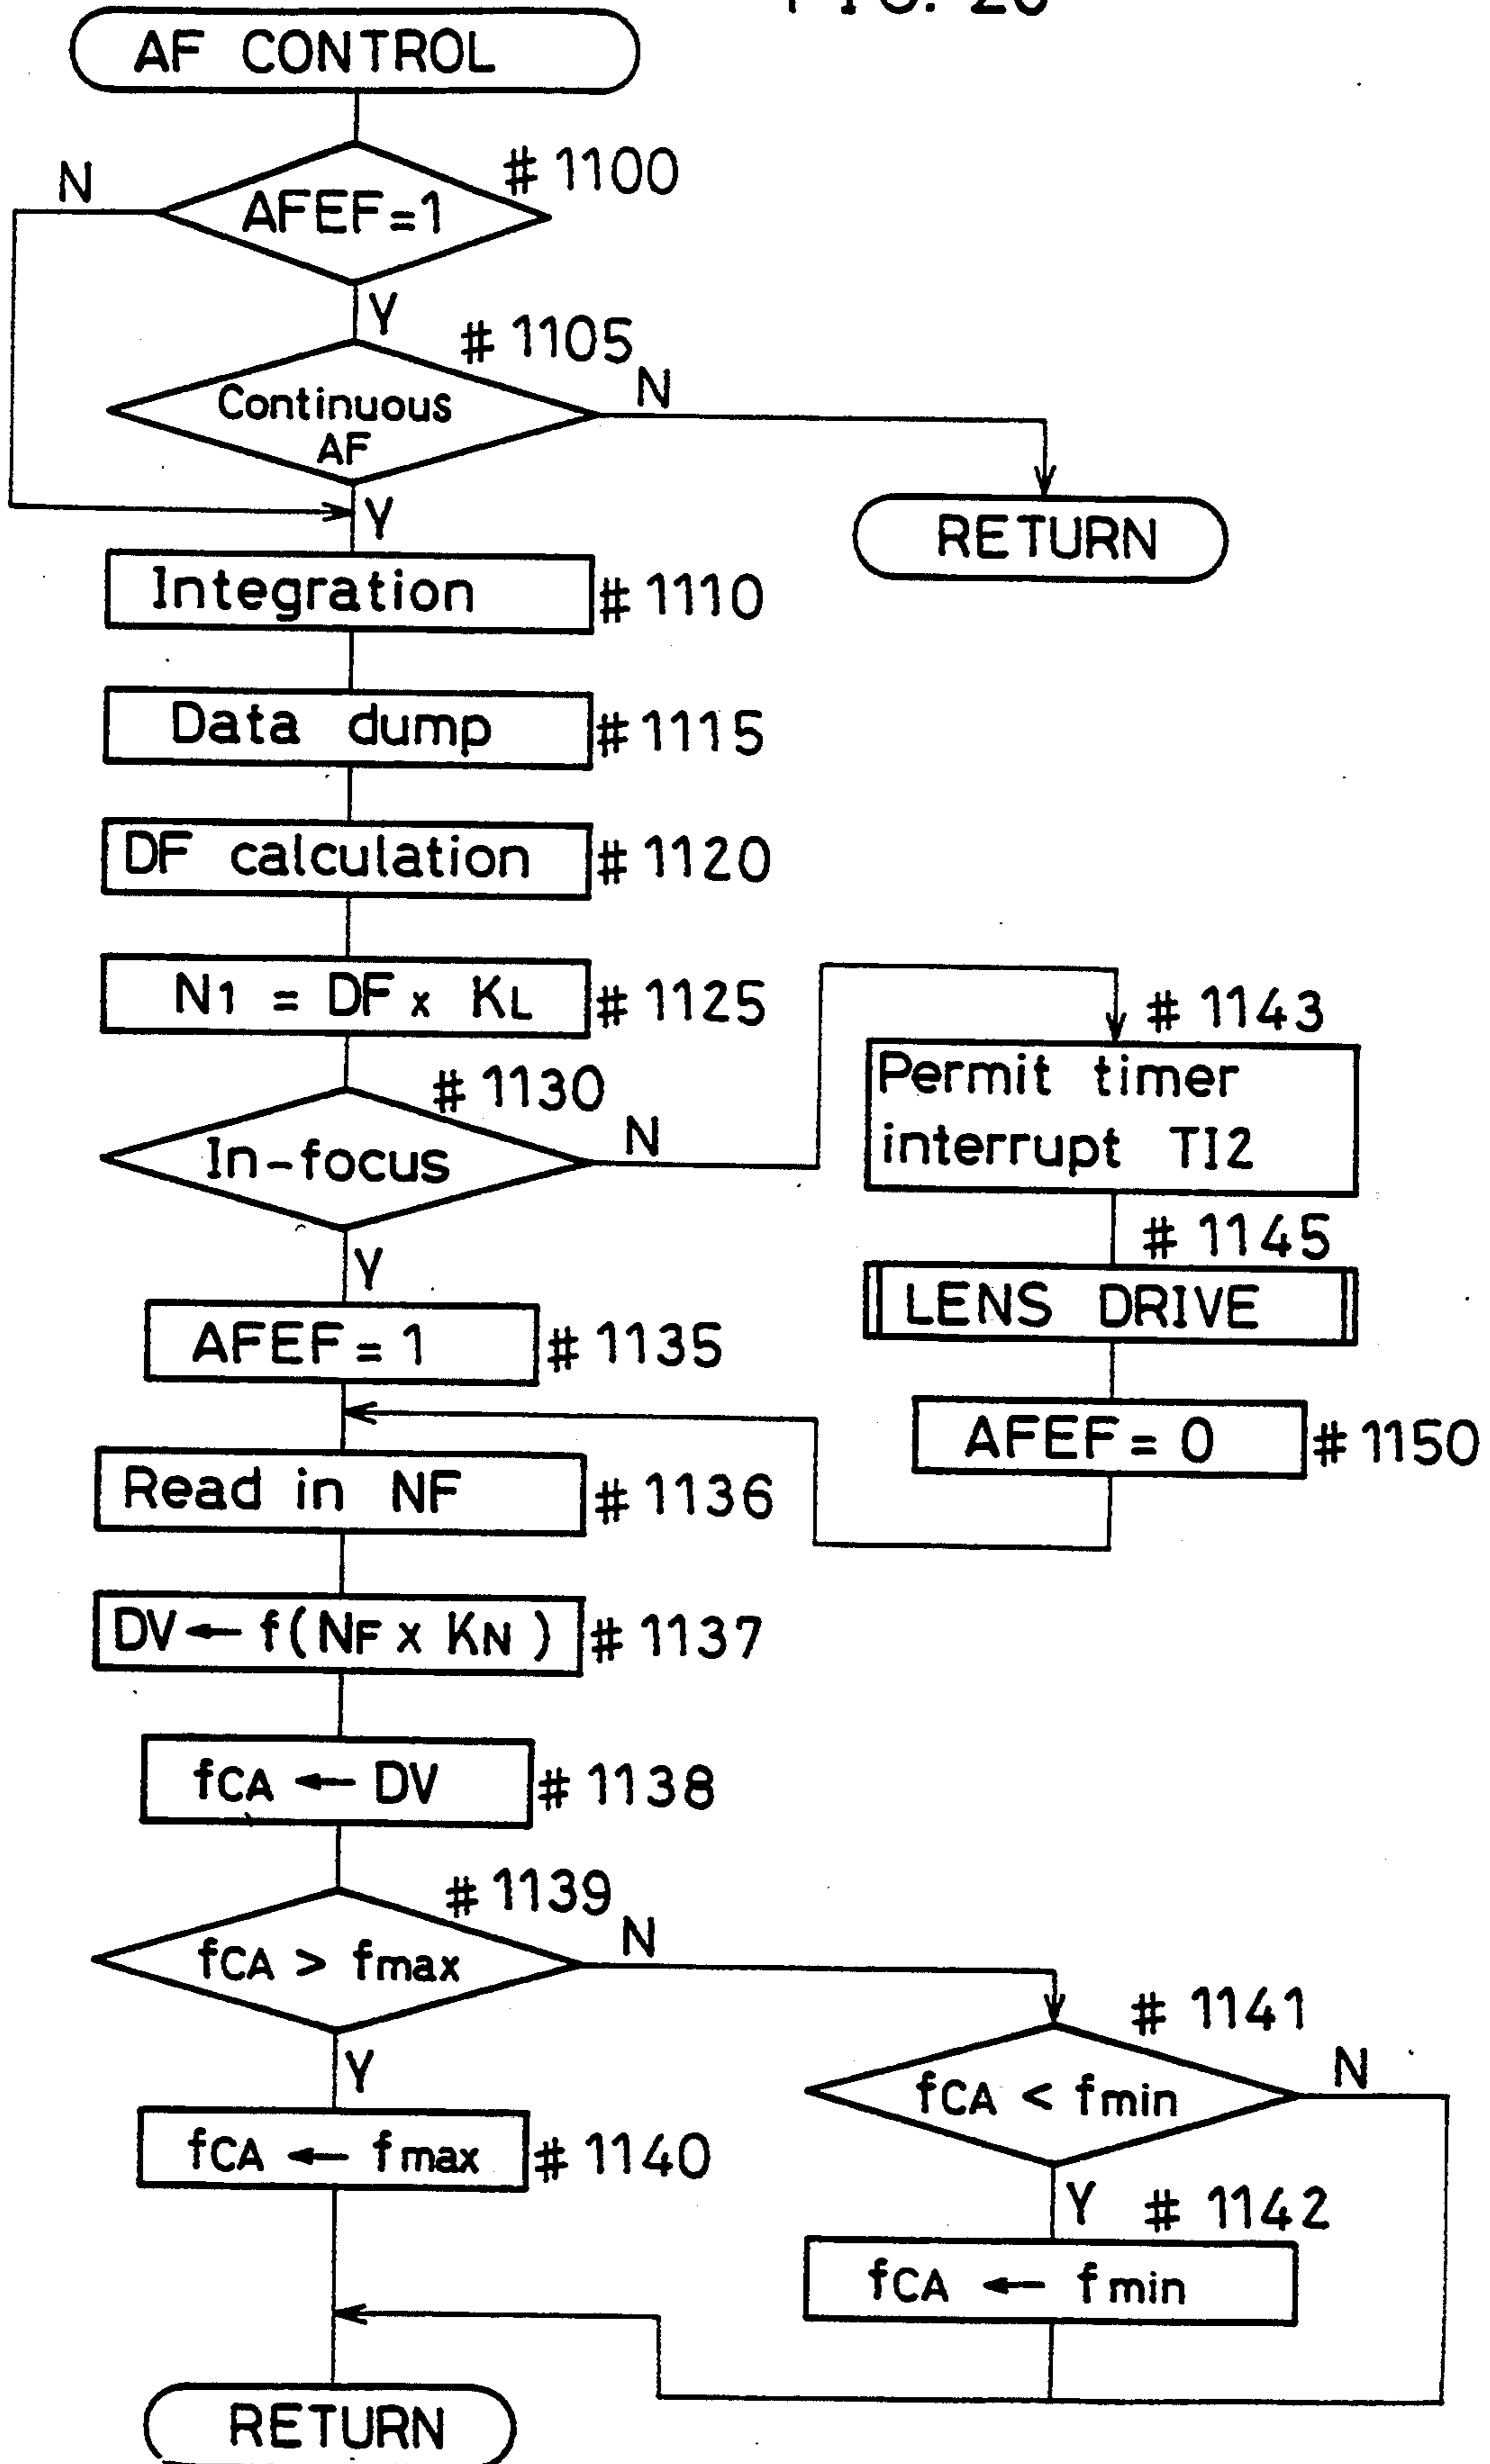 AF CONTROL
N
# 1100
AFEF=1
Y
# 1105
Continuous
AF
N
Y
RETURN
Integration
# 1110
Data dump
# 1115
DF calculation
# 1120
N1 = DF x KL
# 1125
# 1130
In-focus
N
Y
# 1143
Permit timer
interrupt TI2
# 1145
LENS DRIVE
AFEF = 1
# 1135
AFEF = 0
# 1150
Read in NF
# 1136
DV ← f(NF x KN)
# 1137
fCA ← DV
# 1138
# 1139
fCA > fmax
N
Y
# 1141
fCA < fmin
N
fCA ← fmax
# 1140
Y
# 1142
fCA ← fmin
RETURN